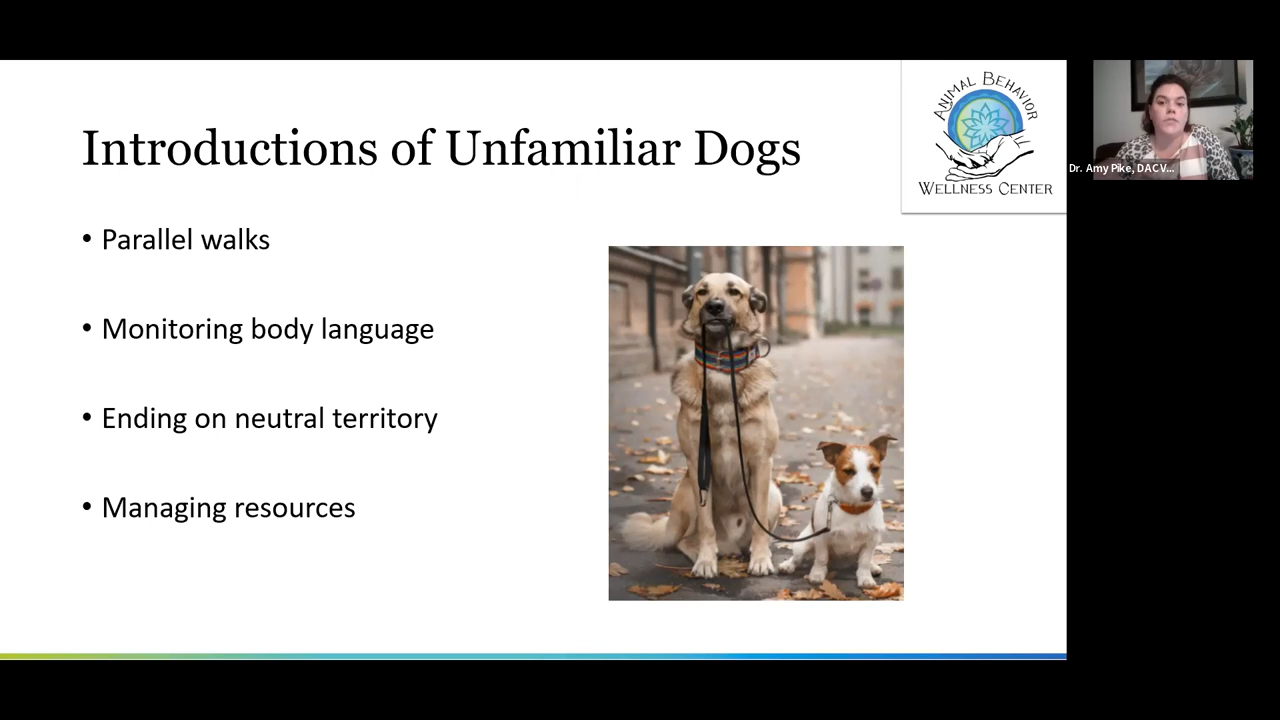 Introductions of Unfamiliar Dogs
ANIMAL BEHAVIOR
WELLNESS CENTER
Dr. Amy Pike, DACV...
• Parallel walks
• Monitoring body language
• Ending on neutral territory
• Managing resources